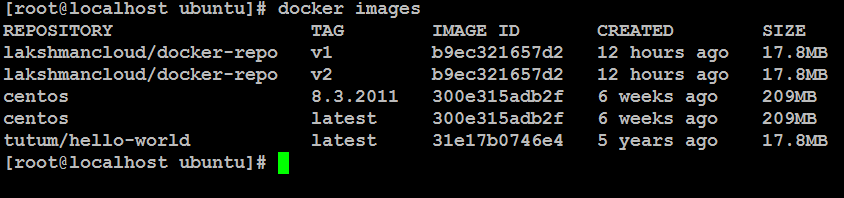 [root@localhost ubuntu]# docker images
REPOSITORY TAG IMAGE ID CREATED SIZE
lakshmancloud/docker-repo v1 b9ec321657d2 12 hours ago 17.8MB
lakshmancloud/docker-repo v2 b9ec321657d2 12 hours ago 17.8MB
centos 8.3.2011 300e315adb2f 6 weeks ago 209MB
centos latest 300e315adb2f 6 weeks ago 209MB
tutum/hello-world latest 31e17b0746e4 5 years ago 17.8MB
[root@localhost ubuntu]#